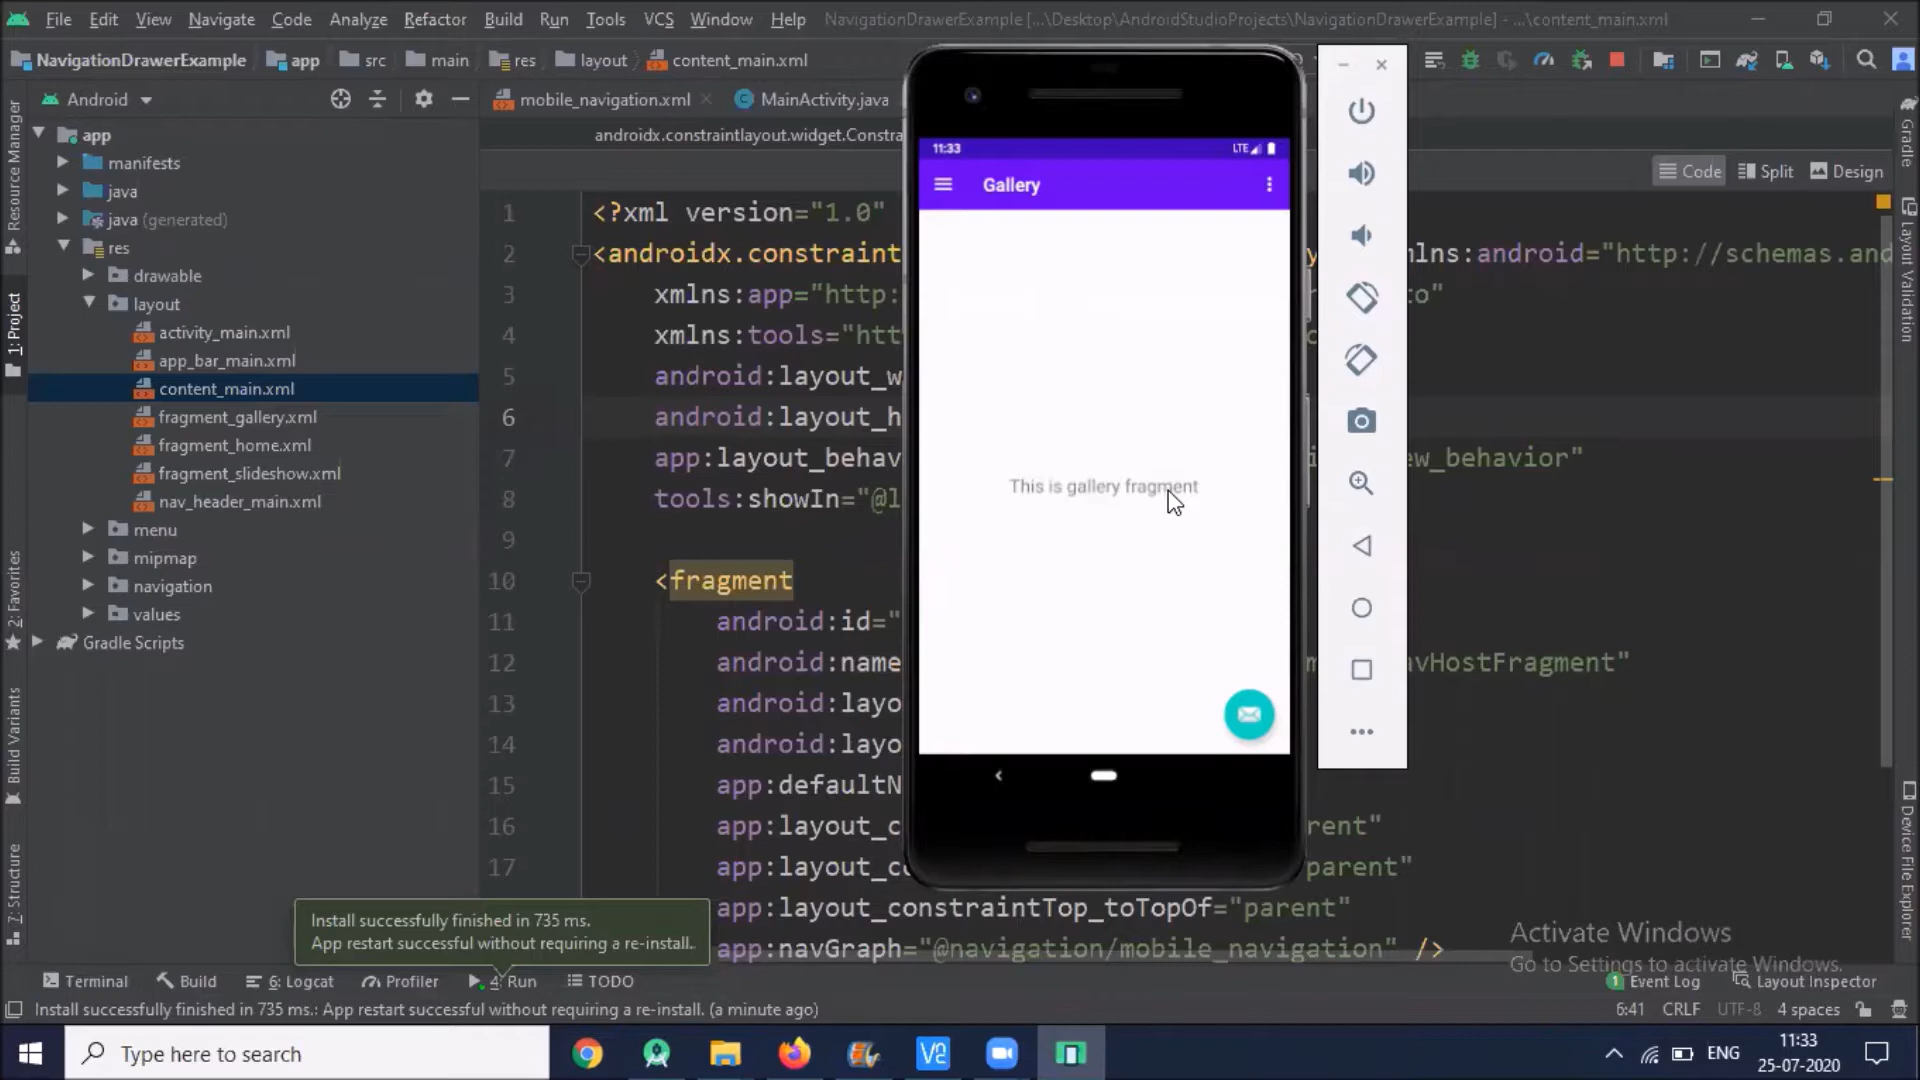 File Edit View Navigate Code Analyze Refactor Build Run Tools VCS Window Help NavigationDrawerExample [...\Desktop\AndroidStudioProjects\NavigationDrawerExample] - ...\content_main.xml
NavigationDrawerExample app src main res layout content_main.xml
Android
mobile_navigation.xml MainActivity.java
androidx.constraintlayout.widget.Constra
Code Split Design
Resource Manager
1: Project
2: Favorites
Build Variants
7: Structure
app
manifests
java
java (generated)
res
drawable
layout
activity_main.xml
app_bar_main.xml
content_main.xml
fragment_gallery.xml
fragment_home.xml
fragment_slideshow.xml
nav_header_main.xml
menu
mipmap
navigation
values
Gradle Scripts
1 <?xml version="1.0"
2 <androidx.constraint y lns:android="http://schemas.and
3 xmlns:app="http: to"
4 xmlns:tools="htt
5 android:layout_w
6 android:layout_h
7 app:layout_behav ew_behavior"
8 tools:showIn="@l
9
10 <fragment
11 android:id="
12 android:name avHostFragment"
13 android:layo
14 android:layo
15 app:defaultN
16 app:layout_c rent"
17 app:layout_co parent"
app:layout_constraintTop_toTopOf="parent"
app:navGraph="@navigation/mobile_navigation" />
11:33 LTE
Gallery
This is gallery fragment
Gradle
Layout Validation
Device File Explorer
Install successfully finished in 735 ms.
App restart successful without requiring a re-install.
Activate Windows
Go to Settings to activate Windows.
Terminal Build 6: Logcat Profiler 4: Run TODO 1 Event Log Layout Inspector
Install successfully finished in 735 ms.: App restart successful without requiring a re-install. (a minute ago) 6:41 CRLF UTF-8 4 spaces
Type here to search
V2
ENG
11:33
25-07-2020